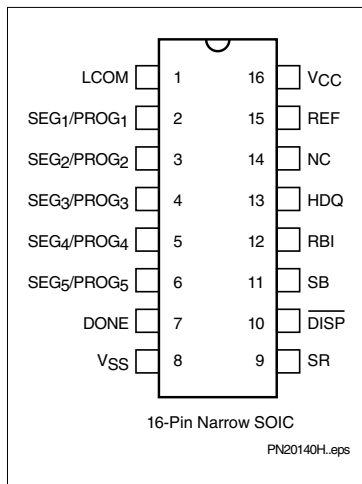 LCOM 1 16 VCC
SEG1/PROG1 2 15 REF
SEG2/PROG2 3 14 NC
SEG3/PROG3 4 13 HDQ
SEG4/PROG4 5 12 RBI
SEG5/PROG5 6 11 SB
DONE 7 10 DISP
VSS 8 9 SR
16-Pin Narrow SOIC
PN20140H..eps